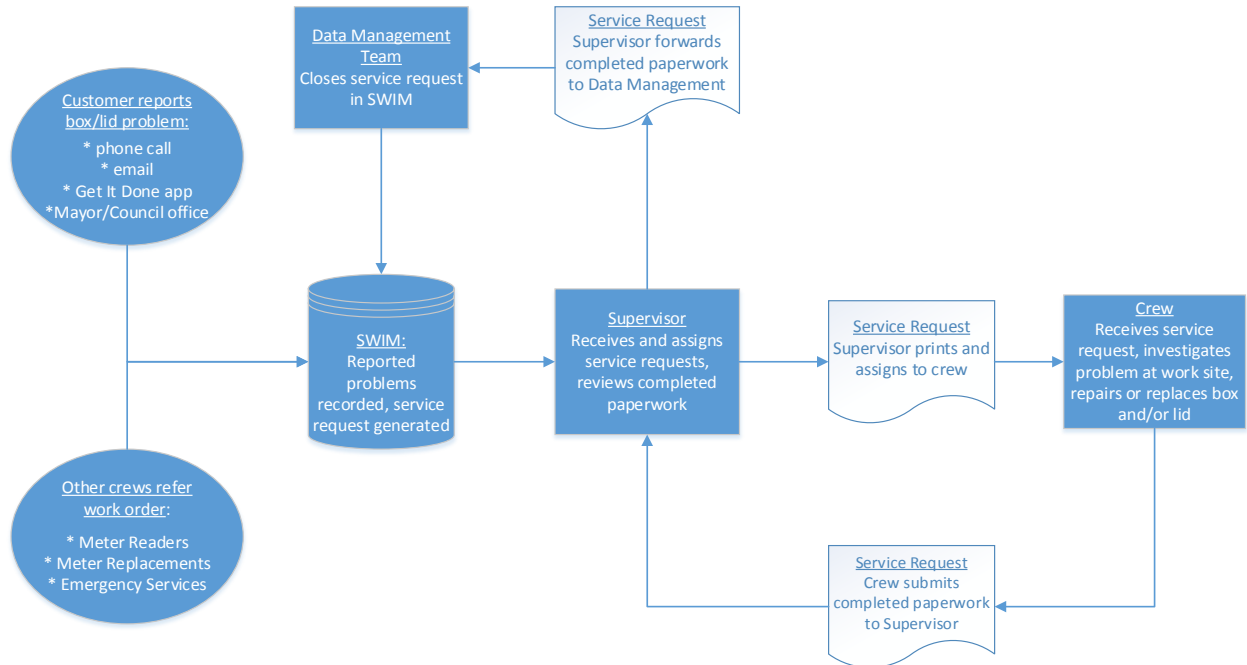 Customer reports
box/lid problem:
* phone call
* email
* Get It Done app
*Mayor/Council office
Data Management
Team
Closes service request
in SWIM
Service Request
Supervisor forwards
completed paperwork
to Data Management
SWIM:
Reported
problems
recorded, service
request generated
Supervisor
Receives and assigns
service requests,
reviews completed
paperwork
Service Request
Supervisor prints and
assigns to crew
Crew
Receives service
request, investigates
problem at work site,
repairs or replaces box
and/or lid
Other crews refer
work order:
* Meter Readers
* Meter Replacements
* Emergency Services
Service Request
Crew submits
completed paperwork
to Supervisor